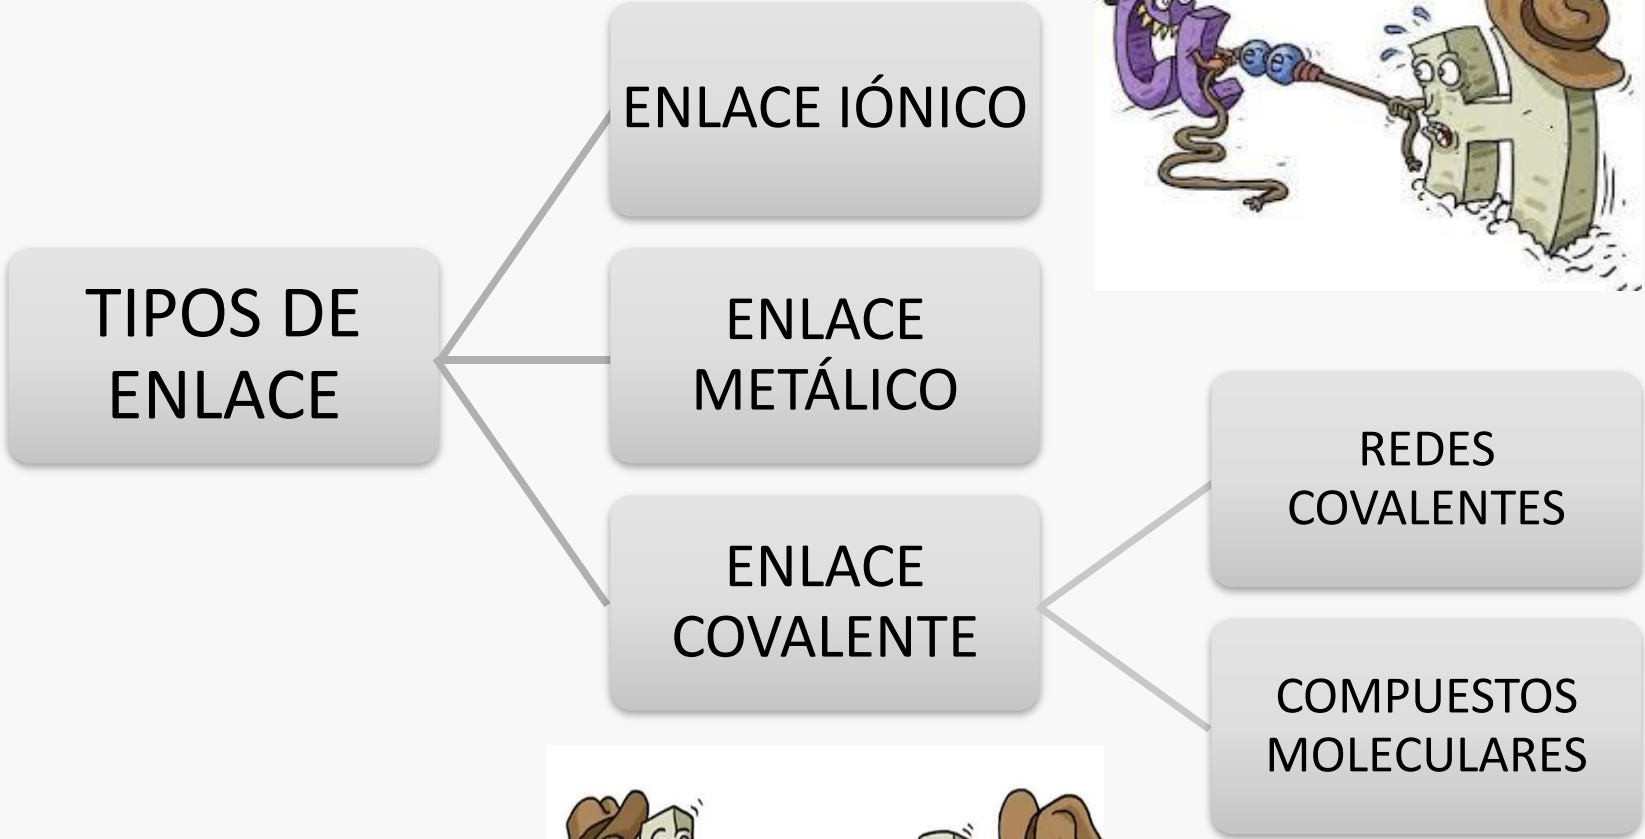 ENLACE IÓNICO
TIPOS DE
ENLACE
ENLACE
METÁLICO
ENLACE
COVALENTE
REDES
COVALENTES
COMPUESTOS
MOLECULARES
e e